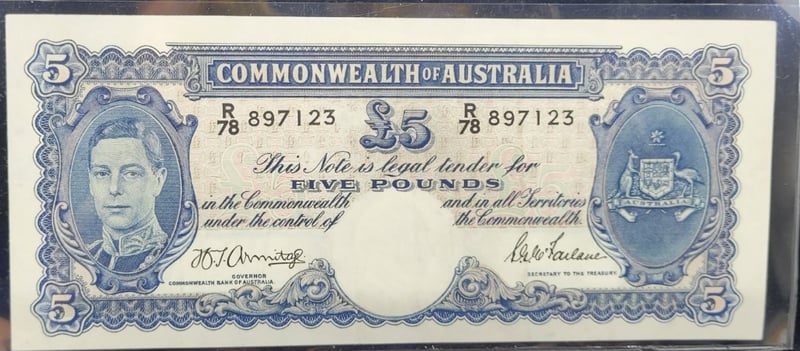 5 5
COMMONWEALTH OF AUSTRALIA
R/78 897123 £5 R/78 897123
This Note is legal tender for
FIVE POUNDS
in the Commonwealth and in all Territories
under the control of the Commonwealth.
H.T. Armitage S.G. McFarlane
GOVERNOR SECRETARY TO THE TREASURY.
COMMONWEALTH BANK OF AUSTRALIA.
AUSTRALIA
5 5